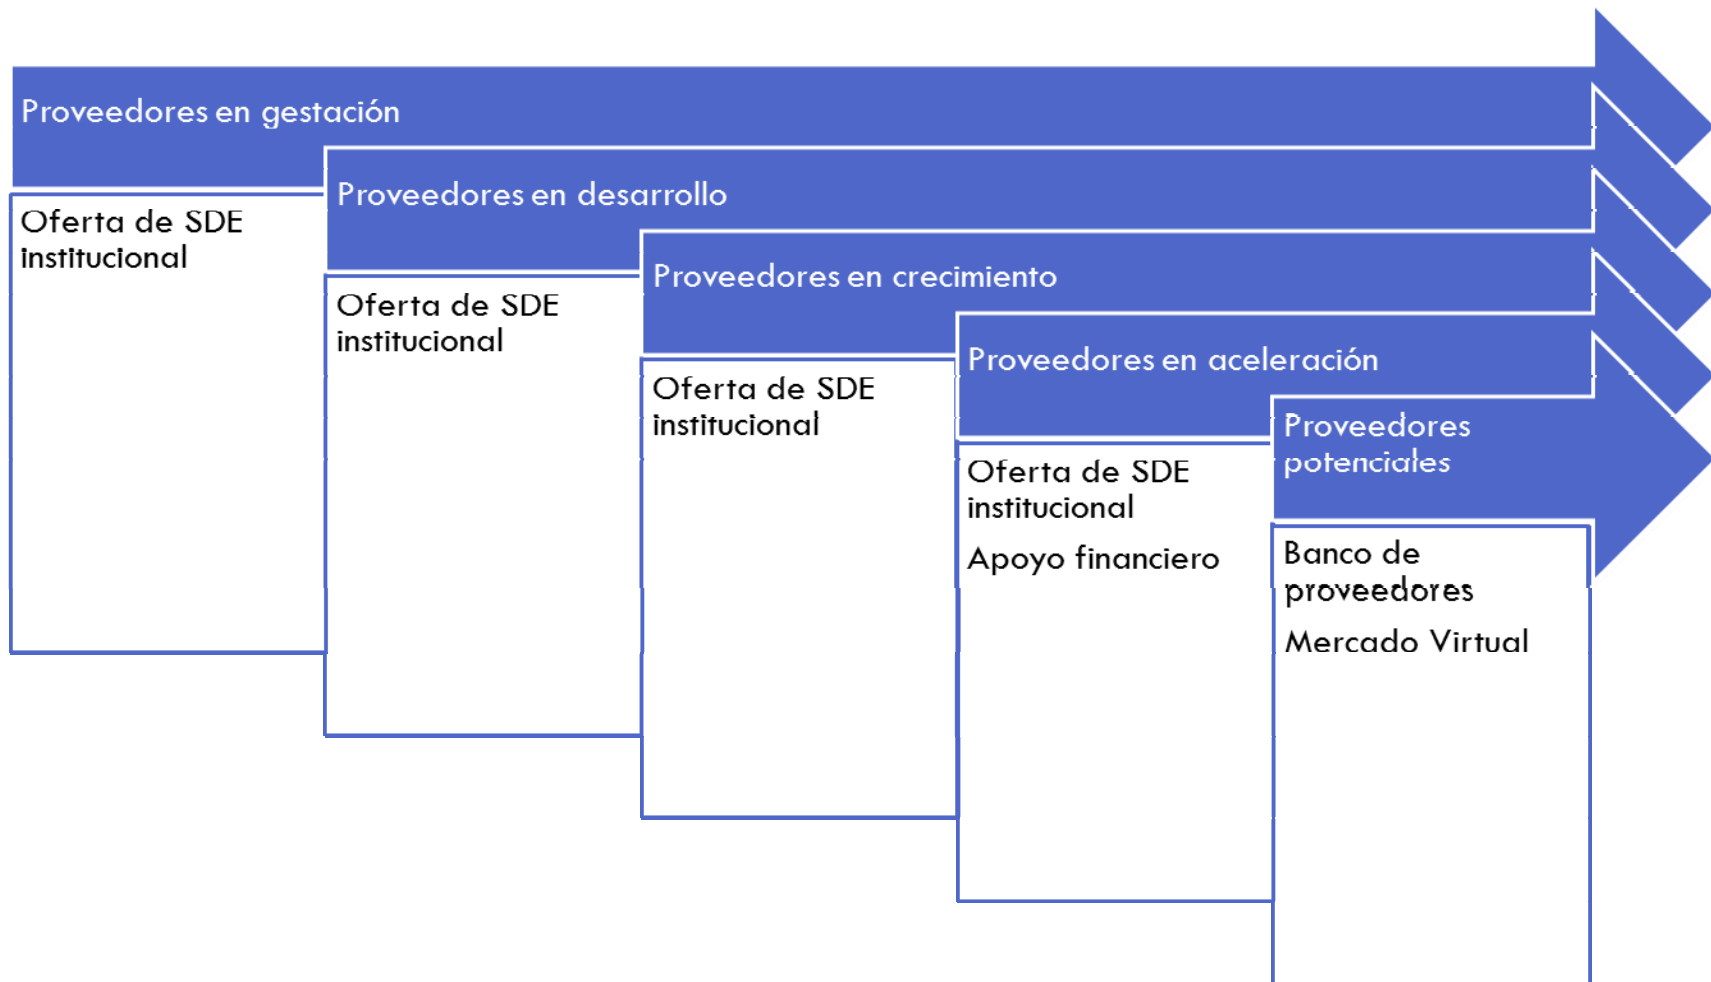 Proveedores en gestación
Oferta de SDE
institucional
Proveedores en desarrollo
Oferta de SDE
institucional
Proveedores en crecimiento
Oferta de SDE
institucional
Proveedores en aceleración
Oferta de SDE
institucional
Apoyo financiero
Proveedores
potenciales
Banco de
proveedores
Mercado Virtual